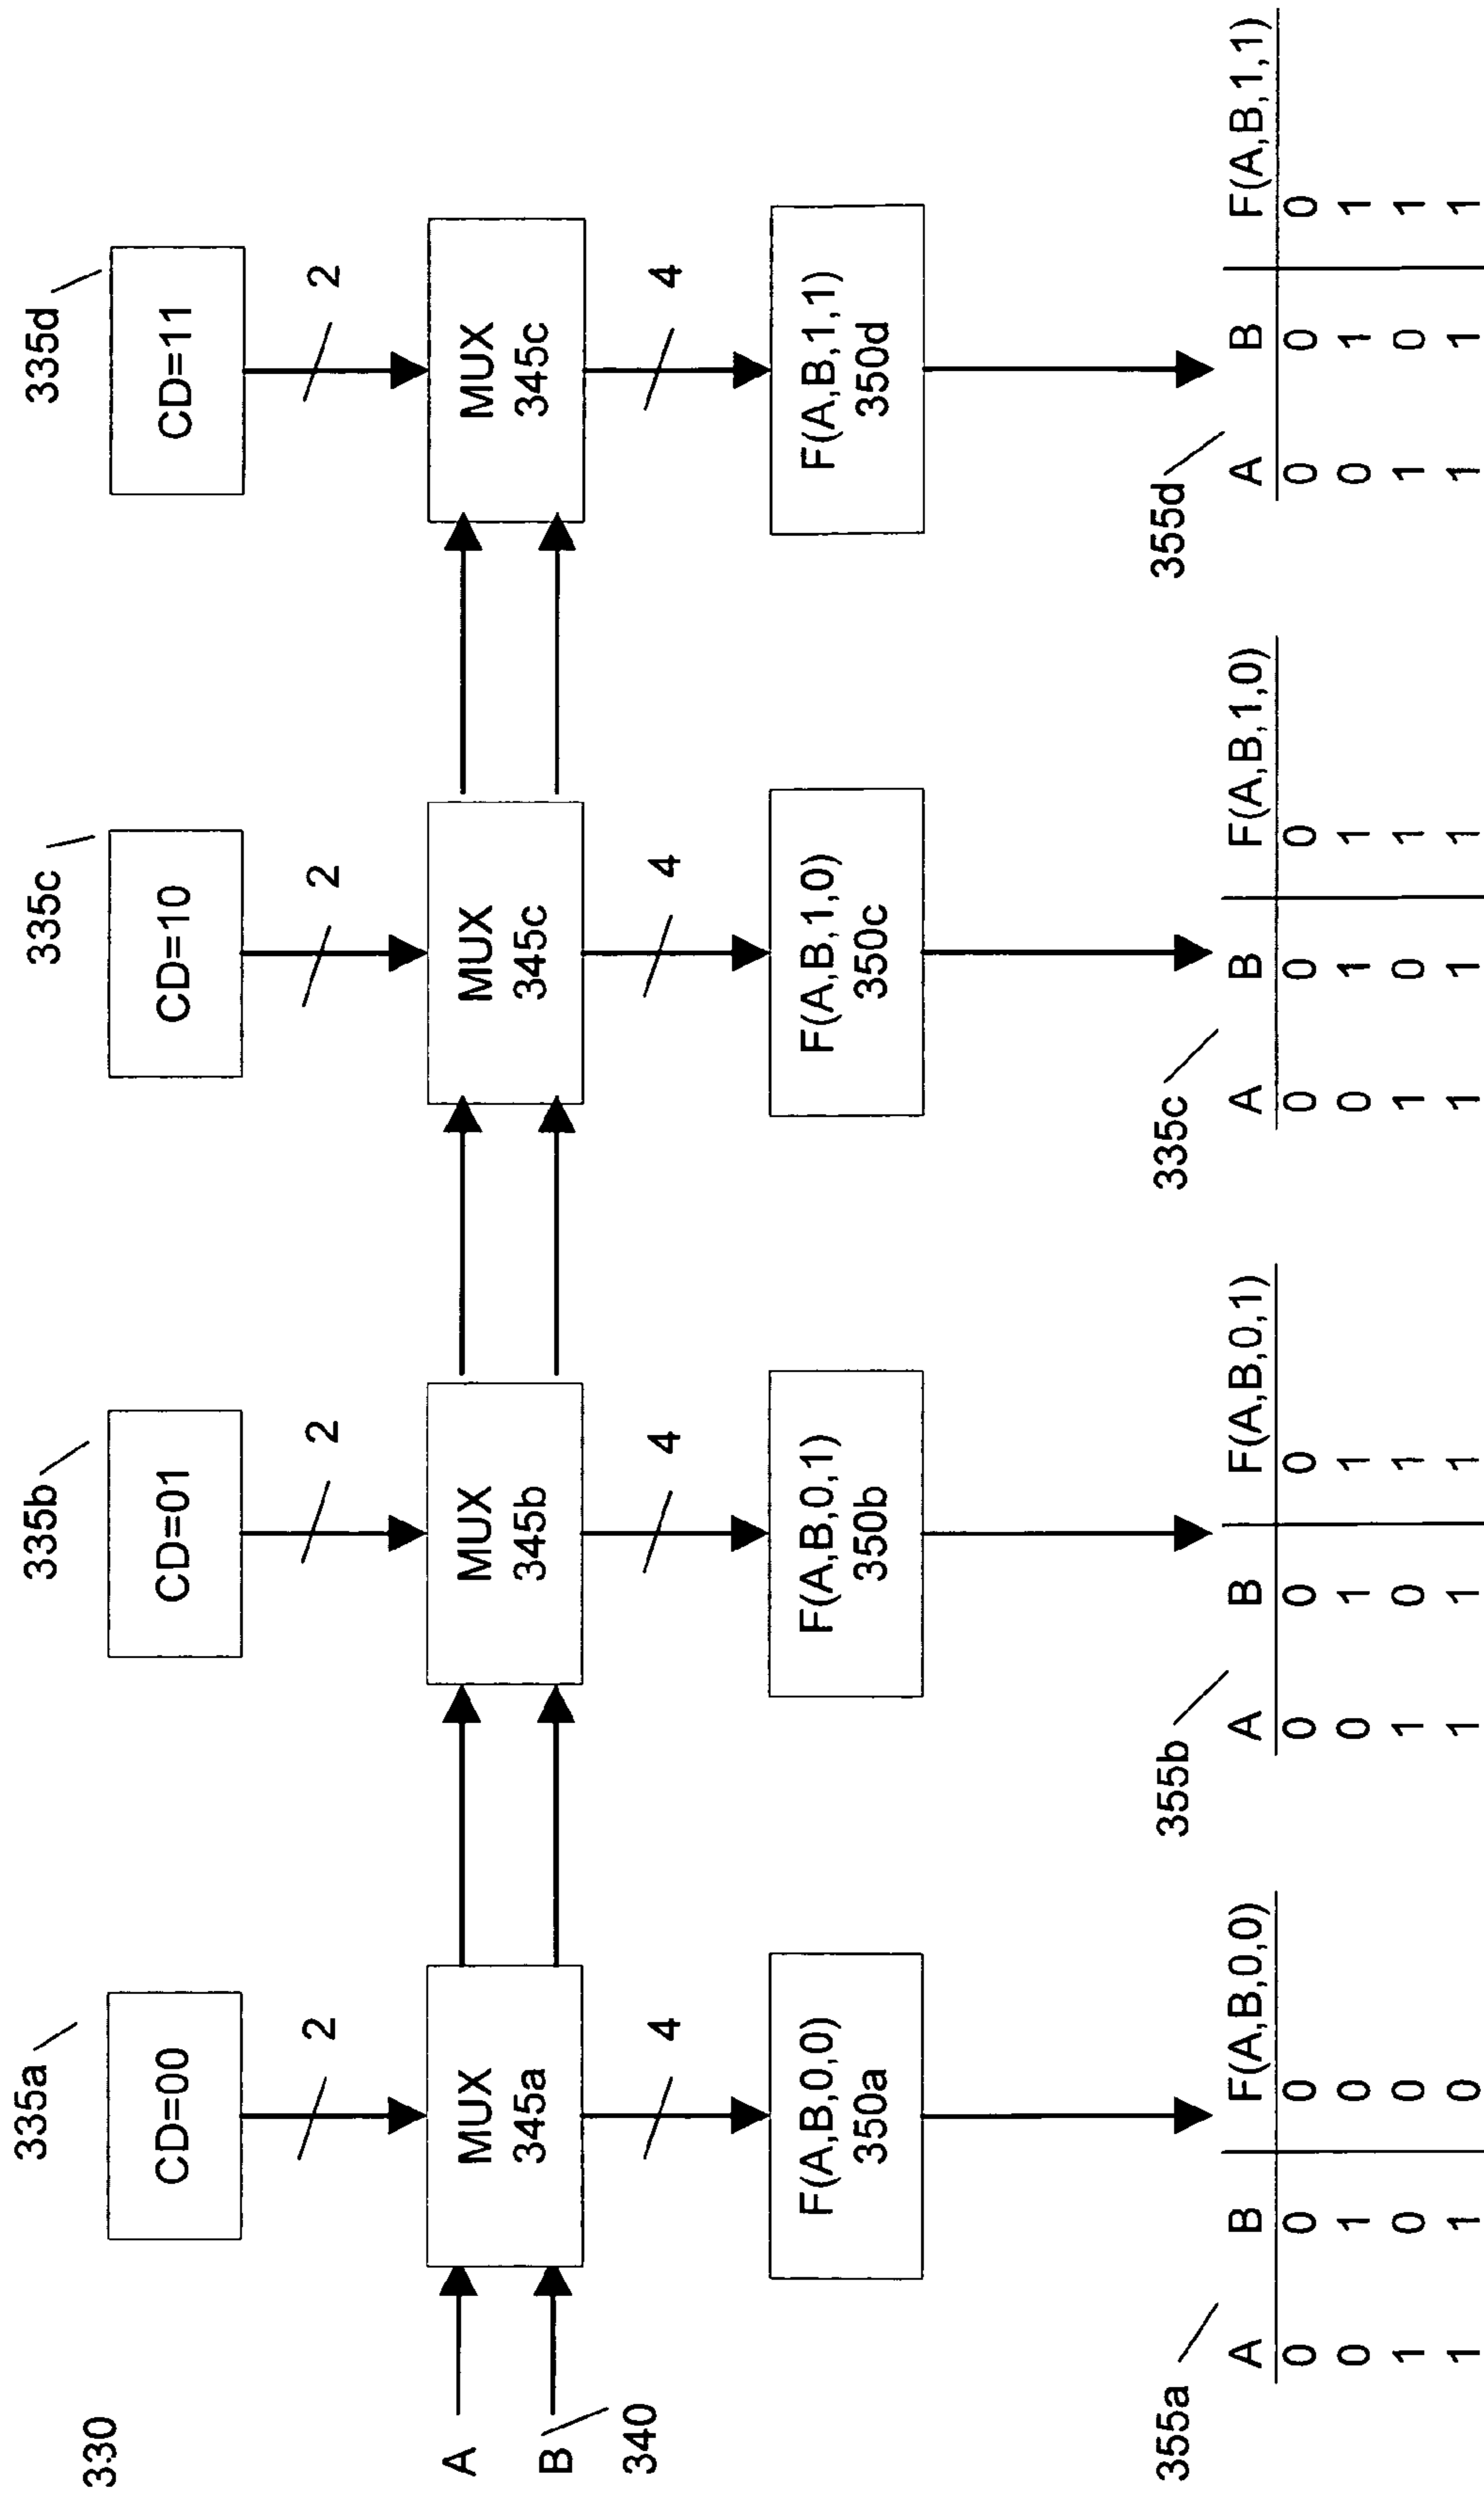 330
335a
335b
335c
335d
CD=00
CD=01
CD=10
CD=11
2
2
2
2
A
B
340
MUX
345a
MUX
345b
MUX
345c
MUX
345c
4
4
4
4
F(A,B,0,0)
350a
F(A,B,0,1)
350b
F(A,B,1,0)
350c
F(A,B,1,1)
350d
355a
A B F(A,B,0,0)
0 0 0
0 1 0
1 0 0
1 1 0
355b
A B F(A,B,0,1)
0 0 0
0 1 1
1 0 1
1 1 1
335c
A B F(A,B,1,0)
0 0 0
0 1 1
1 0 1
1 1 1
355d
A B F(A,B,1,1)
0 0 0
0 1 1
1 0 1
1 1 1